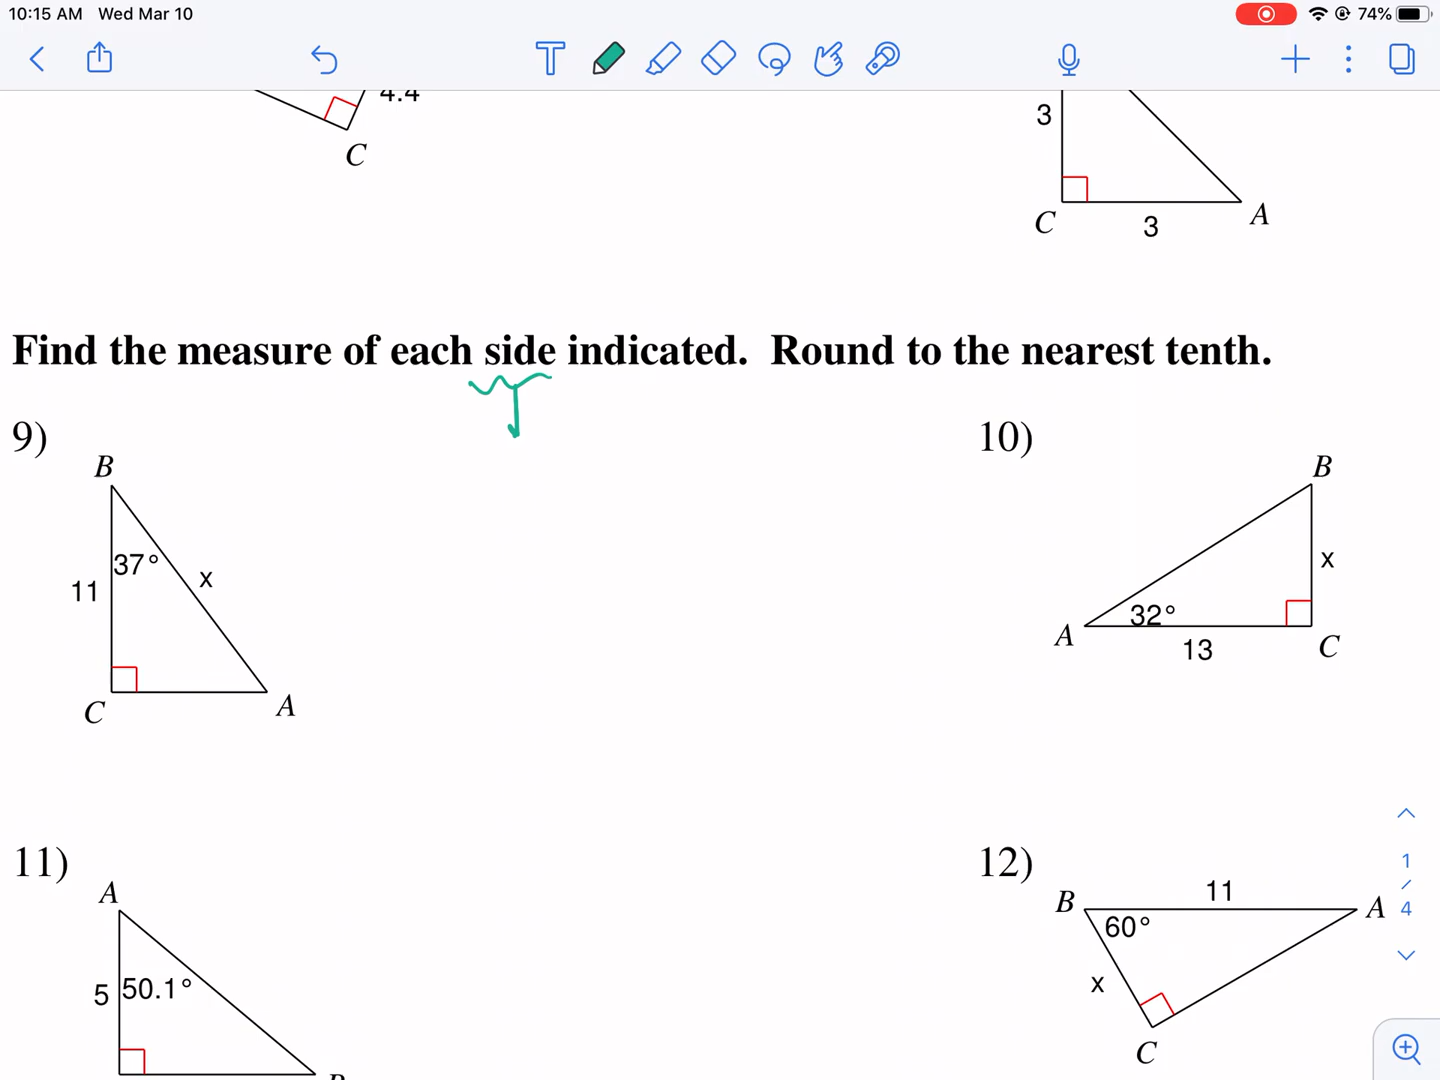 10:15 AM Wed Mar 10
74%
4.4
C
3
C
3
A
Find the measure of each side indicated. Round to the nearest tenth.
9)
B
37°
11
x
C
A
10)
B
x
32°
A
13
C
11)
A
5
50.1°
12)
B
11
A
60°
x
C
1
/
4